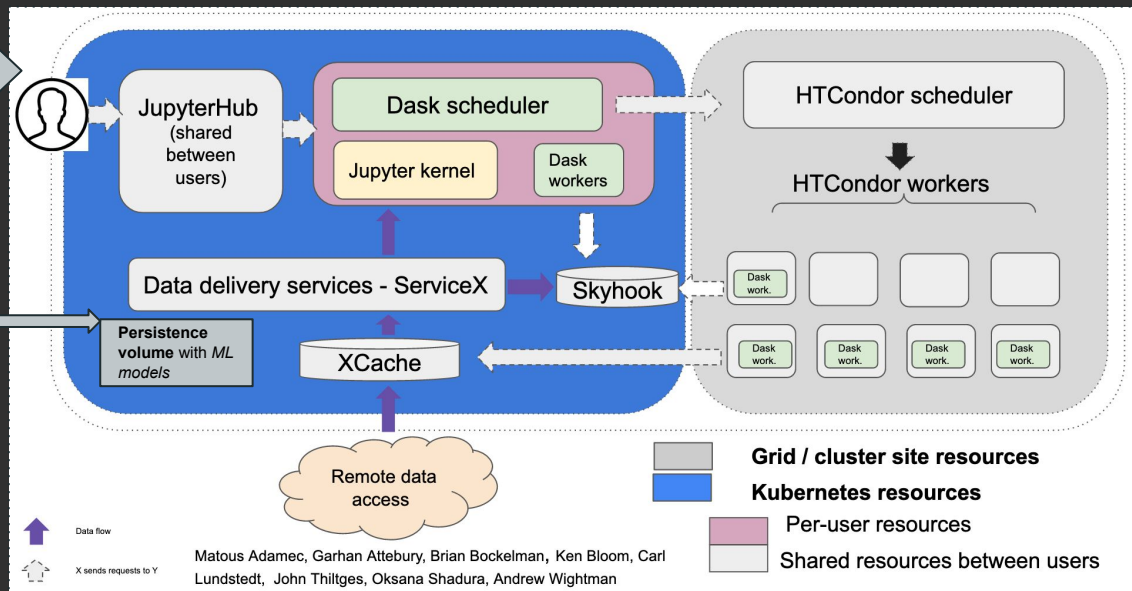 JupyterHub
(shared
between
users)
Dask scheduler
Jupyter kernel
Dask
workers
HTCondor scheduler
HTCondor workers
Data delivery services - ServiceX
Skyhook
Dask
work.
Persistence
volume with ML
models
XCache
Dask
work.
Dask
work.
Dask
work.
Dask
work.
Remote data
access
Grid / cluster site resources
Kubernetes resources
Per-user resources
Shared resources between users
Data flow
X sends requests to Y
Matous Adamec, Garhan Attebury, Brian Bockelman, Ken Bloom, Carl
Lundstedt, John Thiltges, Oksana Shadura, Andrew Wightman